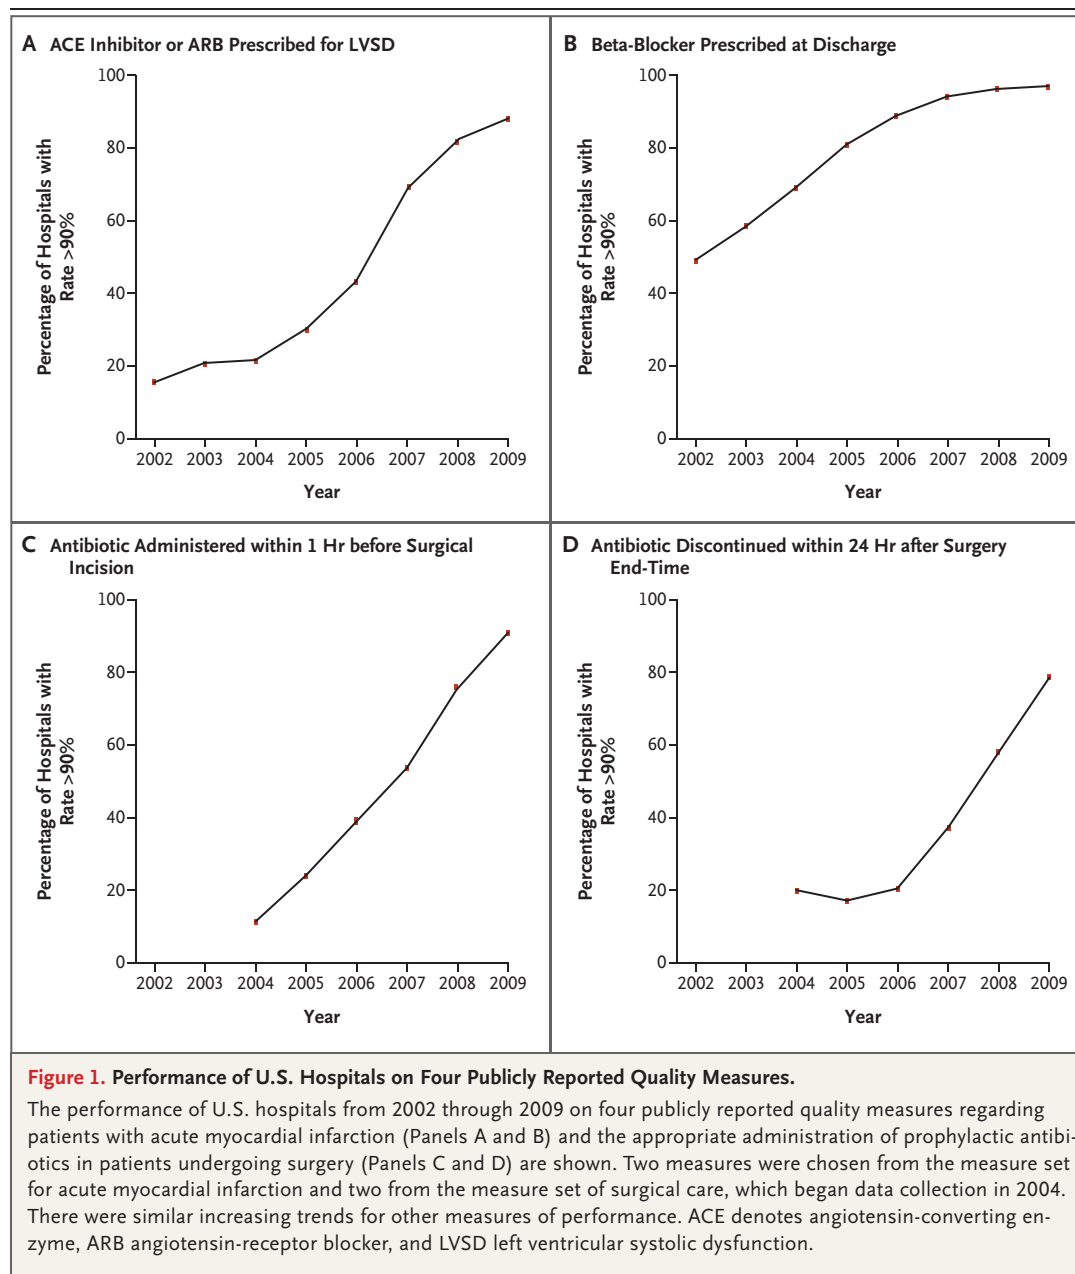 A ACE Inhibitor or ARB Prescribed for LVSD
Percentage of Hospitals with
Rate >90%
100
80
60
40
20
0
2002 2003 2004 2005 2006 2007 2008 2009
Year
B Beta-Blocker Prescribed at Discharge
Percentage of Hospitals with
Rate >90%
100
80
60
40
20
0
2002 2003 2004 2005 2006 2007 2008 2009
Year
C Antibiotic Administered within 1 Hr before Surgical
Incision
Percentage of Hospitals with
Rate >90%
100
80
60
40
20
0
2002 2003 2004 2005 2006 2007 2008 2009
Year
D Antibiotic Discontinued within 24 Hr after Surgery
End-Time
Percentage of Hospitals with
Rate >90%
100
80
60
40
20
0
2002 2003 2004 2005 2006 2007 2008 2009
Year
Figure 1. Performance of U.S. Hospitals on Four Publicly Reported Quality Measures.
The performance of U.S. hospitals from 2002 through 2009 on four publicly reported quality measures regarding
patients with acute myocardial infarction (Panels A and B) and the appropriate administration of prophylactic antibi-
otics in patients undergoing surgery (Panels C and D) are shown. Two measures were chosen from the measure set
for acute myocardial infarction and two from the measure set of surgical care, which began data collection in 2004.
There were similar increasing trends for other measures of performance. ACE denotes angiotensin-converting en-
zyme, ARB angiotensin-receptor blocker, and LVSD left ventricular systolic dysfunction.